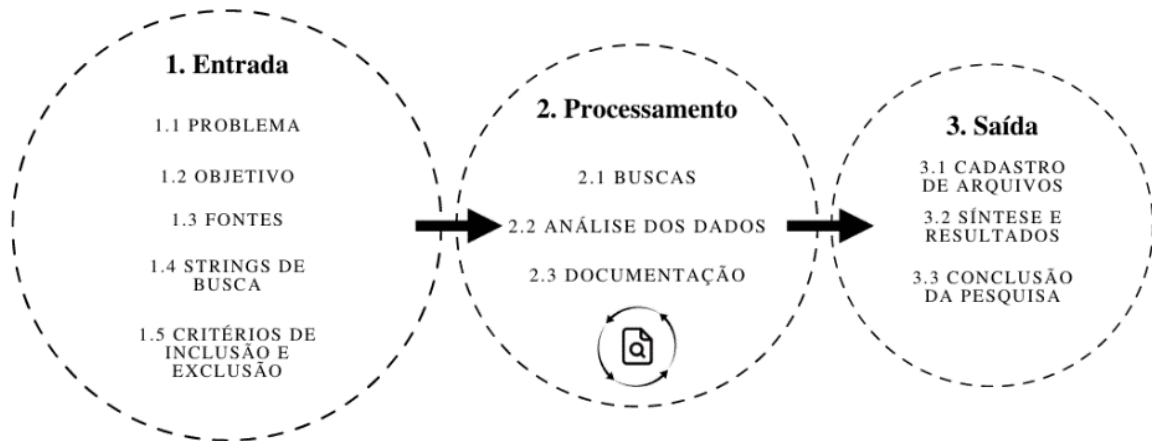 1. Entrada
1.1 PROBLEMA
1.2 OBJETIVO
1.3 FONTES
1.4 STRINGS DE
BUSCA
1.5 CRITÉRIOS DE
INCLUSÃO E
EXCLUSÃO
2. Processamento
2.1 BUSCAS
2.2 ANÁLISE DOS DADOS
2.3 DOCUMENTAÇÃO
3. Saída
3.1 CADASTRO
DE ARQUIVOS
3.2 SÍNTESE E
RESULTADOS
3.3 CONCLUSÃO
DA PESQUISA